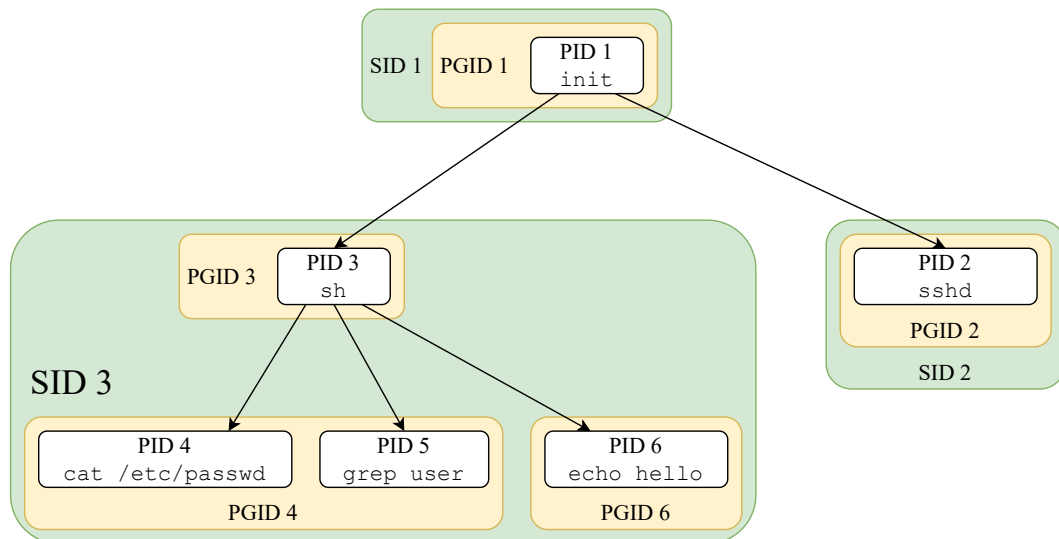 SID 1
PGID 1
PID 1
init
PGID 3
PID 3
sh
PID 2
sshd
PGID 2
SID 2
SID 3
PID 4
cat /etc/passwd
PID 5
grep user
PGID 4
PID 6
echo hello
PGID 6